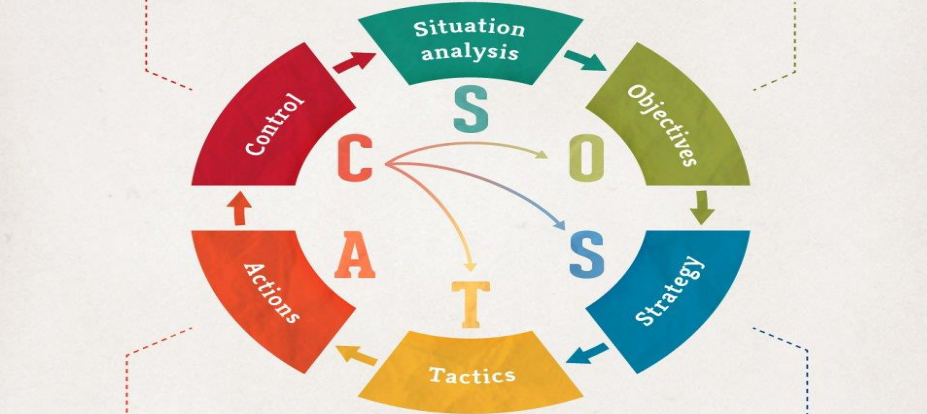 Situation
analysis
Objectives
Strategy
Tactics
Actions
Control
S
O
S
T
A
C